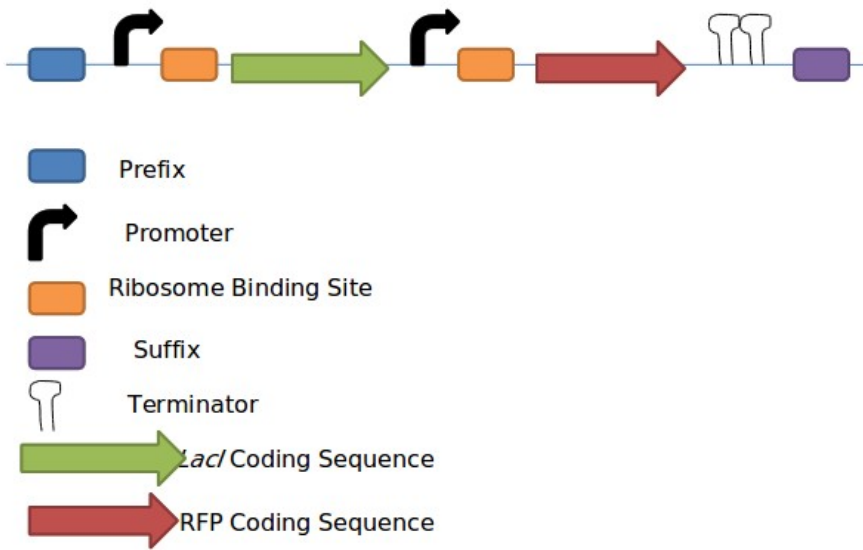 Prefix
Promoter
Ribosome Binding Site
Suffix
Terminator
LacI Coding Sequence
RFP Coding Sequence